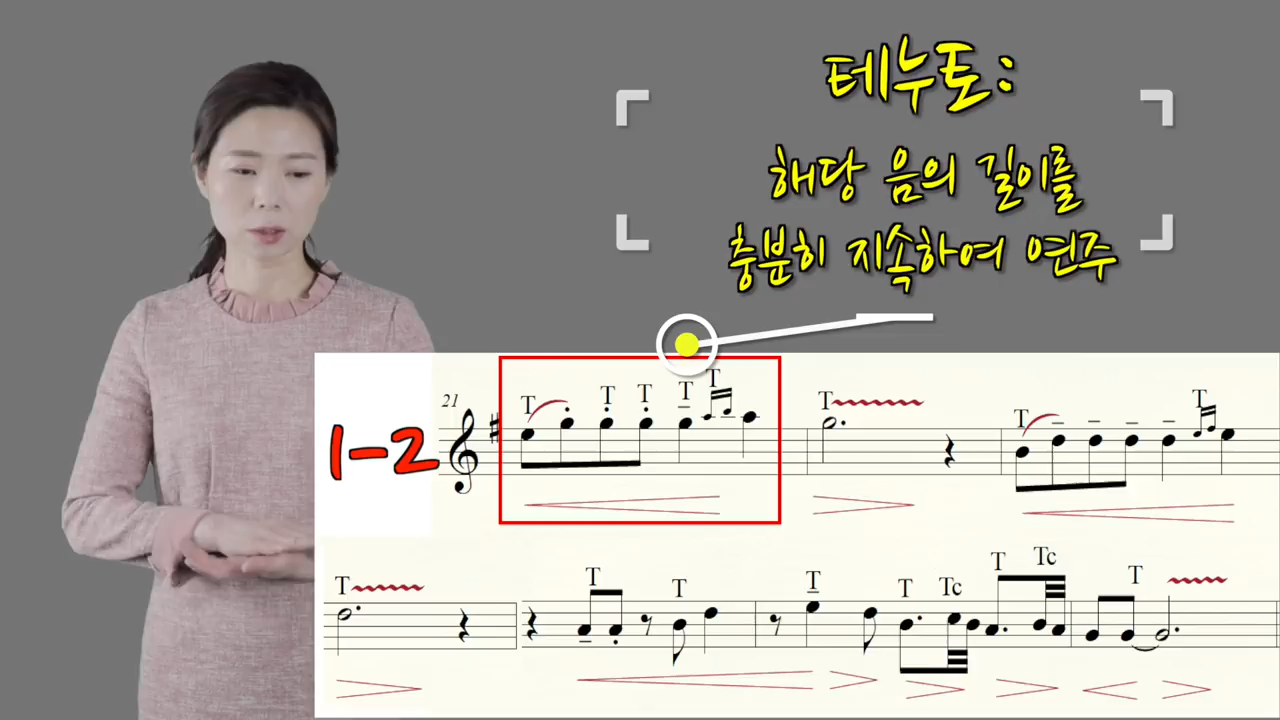 테누토:
해당 음의 길이를
충분히 지속하여 연주
1-2
21
T T T T T T T T
T T T T Tc T Tc T